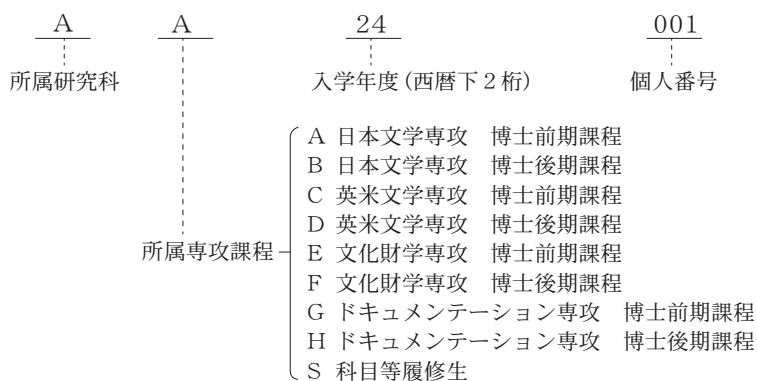 A A 24 001
所属研究科 入学年度(西暦下2桁) 個人番号
A 日本文学専攻 博士前期課程
B 日本文学専攻 博士後期課程
C 英米文学専攻 博士前期課程
D 英米文学専攻 博士後期課程
所属専攻課程
E 文化財学専攻 博士前期課程
F 文化財学専攻 博士後期課程
G ドキュメンテーション専攻 博士前期課程
H ドキュメンテーション専攻 博士後期課程
S 科目等履修生